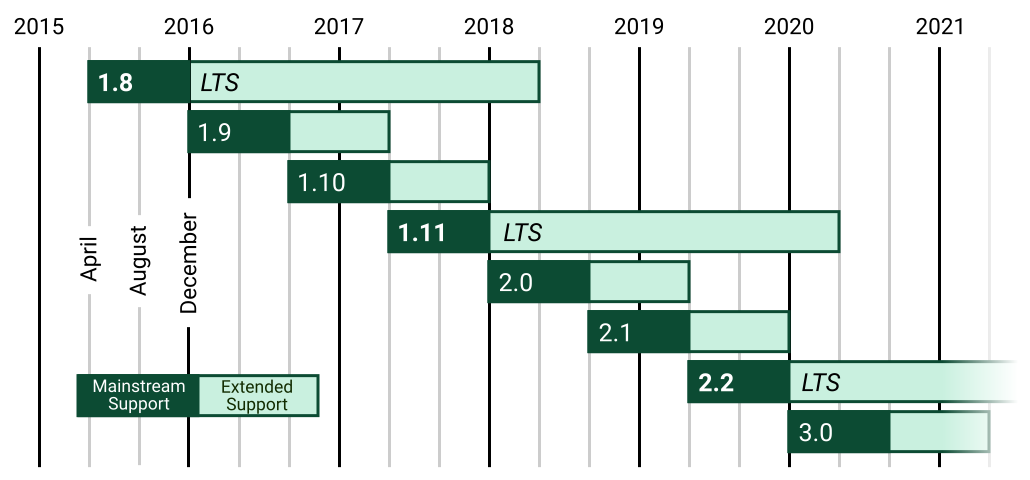 2015 2016 2017 2018 2019 2020 2021
1.8 LTS
1.9
1.10
1.11 LTS
April August December
2.0
2.1
2.2 LTS
Mainstream
Support
Extended
Support
3.0